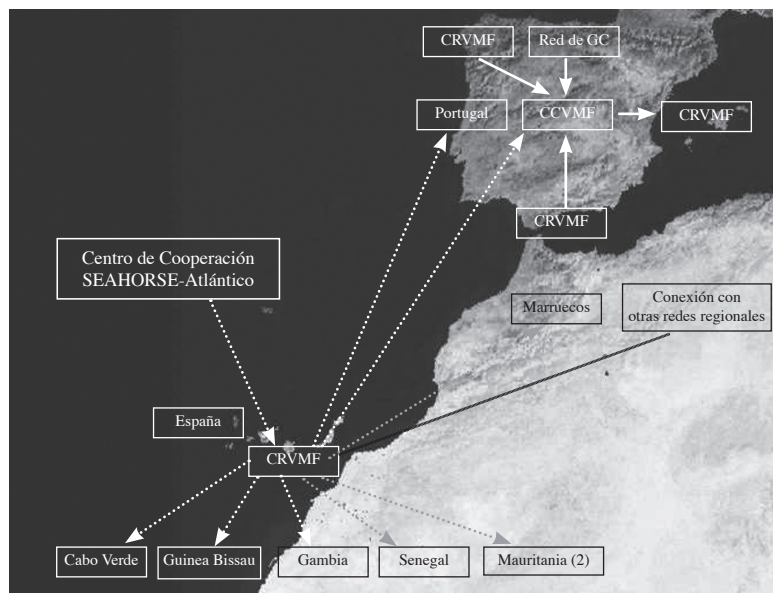 CRVMF
Red de GC
Portugal
CCVMF
CRVMF
CRVMF
Centro de Cooperación
SEAHORSE-Atlántico
Marruecos
Conexión con
otras redes regionales
España
CRVMF
Cabo Verde
Guinea Bissau
Gambia
Senegal
Mauritania (2)